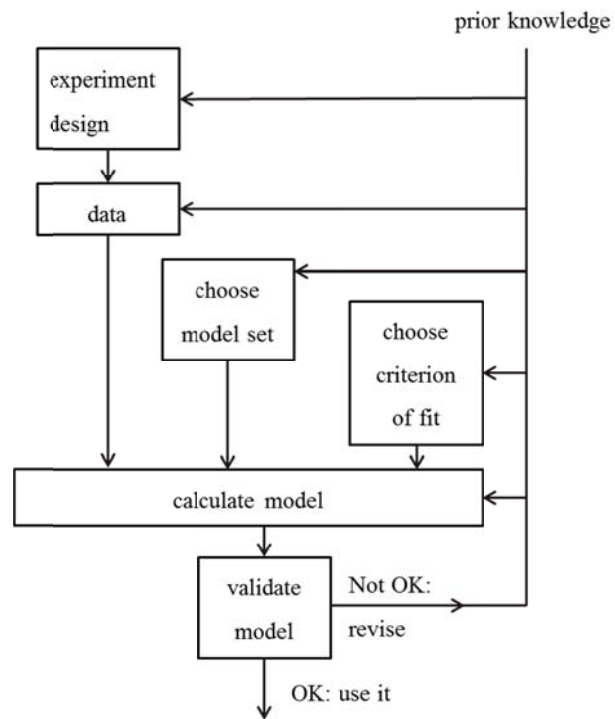 prior knowledge
experiment
design
data
choose
model set
choose
criterion
of fit
calculate model
validate
model
Not OK:
revise
OK: use it